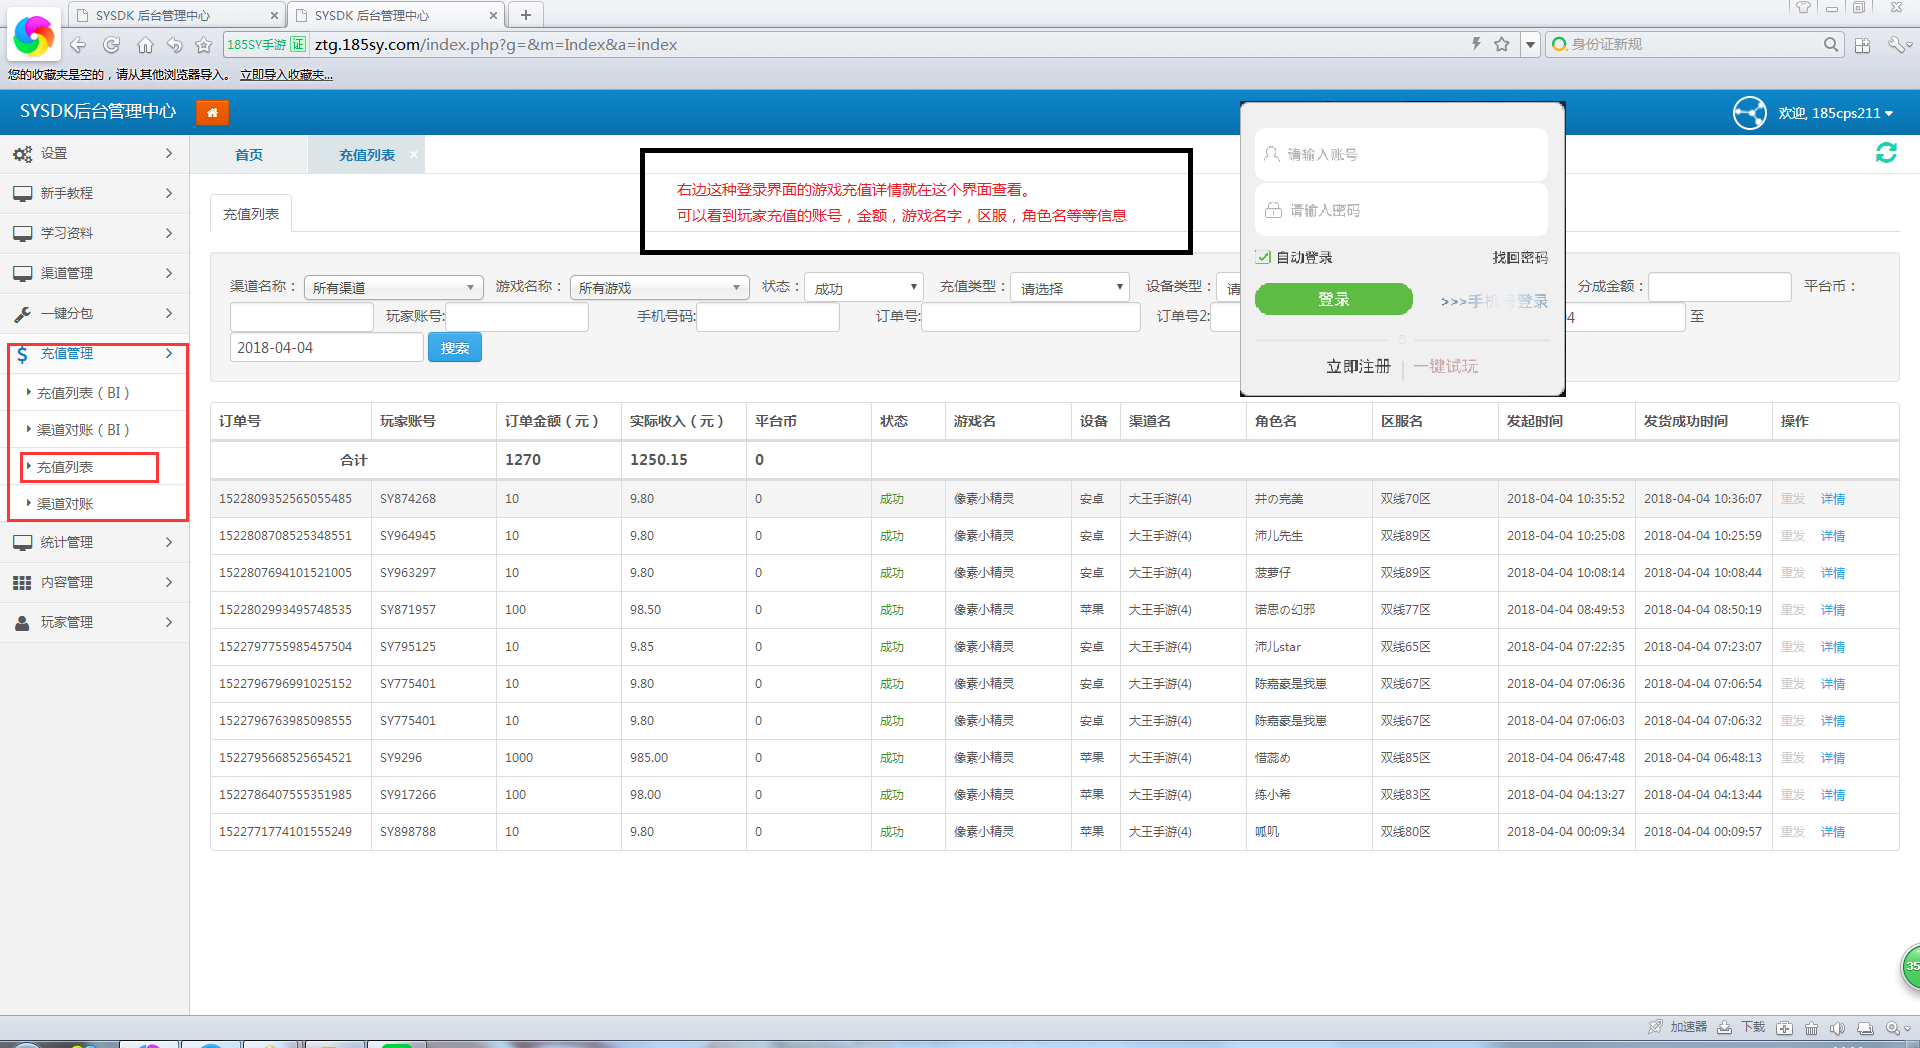 SYSDK 后台管理中心
SYSDK 后台管理中心
185SY手游 证 ztg.185sy.com/index.php?g=&m=Index&a=index
身份证新规
您的收藏夹是空的，请从其他浏览器导入。 立即导入收藏夹...
SYSDK后台管理中心
欢迎, 185cps211
设置
新手教程
学习资料
渠道管理
一键分包
充值管理
充值列表（BI）
渠道对账（BI）
充值列表
渠道对账
统计管理
内容管理
玩家管理
首页 充值列表
充值列表
右边这种登录界面的游戏充值详情就在这个界面查看。
可以看到玩家充值的账号，金额，游戏名字，区服，角色名等等信息
请输入账号
请输入密码
自动登录 找回密码
登录 >>>手机号登录
立即注册 一键试玩
渠道名称： 所有渠道 游戏名称： 所有游戏 状态： 成功 充值类型： 请选择 设备类型： 请 分成金额： 平台币：
玩家账号: 手机号码: 订单号: 订单号2: 4 至
2018-04-04 搜索
订单号 玩家账号 订单金额（元） 实际收入（元） 平台币 状态 游戏名 设备 渠道名 角色名 区服名 发起时间 发货成功时间 操作
合计 1270 1250.15 0
1522809352565055485 SY874268 10 9.80 0 成功 像素小精灵 安卓 大王手游(4) 井の完美 双线70区 2018-04-04 10:35:52 2018-04-04 10:36:07 重发 详情
1522808708525348551 SY964945 10 9.80 0 成功 像素小精灵 安卓 大王手游(4) 沛儿先生 双线89区 2018-04-04 10:25:08 2018-04-04 10:25:59 重发 详情
1522807694101521005 SY963297 10 9.80 0 成功 像素小精灵 安卓 大王手游(4) 菠萝仔 双线89区 2018-04-04 10:08:14 2018-04-04 10:08:44 重发 详情
1522802993495748535 SY871957 100 98.50 0 成功 像素小精灵 苹果 大王手游(4) 诺思の幻邪 双线77区 2018-04-04 08:49:53 2018-04-04 08:50:19 重发 详情
1522797755985457504 SY795125 10 9.85 0 成功 像素小精灵 安卓 大王手游(4) 沛儿star 双线65区 2018-04-04 07:22:35 2018-04-04 07:23:07 重发 详情
1522796796991025152 SY775401 10 9.80 0 成功 像素小精灵 安卓 大王手游(4) 陈嘉豪是我崽 双线67区 2018-04-04 07:06:36 2018-04-04 07:06:54 重发 详情
1522796763985098555 SY775401 10 9.80 0 成功 像素小精灵 安卓 大王手游(4) 陈嘉豪是我崽 双线67区 2018-04-04 07:06:03 2018-04-04 07:06:32 重发 详情
1522795668525654521 SY9296 1000 985.00 0 成功 像素小精灵 苹果 大王手游(4) 惜蕊め 双线85区 2018-04-04 06:47:48 2018-04-04 06:48:13 重发 详情
1522786407555351985 SY917266 100 98.00 0 成功 像素小精灵 苹果 大王手游(4) 练小希 双线83区 2018-04-04 04:13:27 2018-04-04 04:13:44 重发 详情
1522771774101555249 SY898788 10 9.80 0 成功 像素小精灵 苹果 大王手游(4) 呱叽 双线80区 2018-04-04 00:09:34 2018-04-04 00:09:57 重发 详情
35
加速器 下载